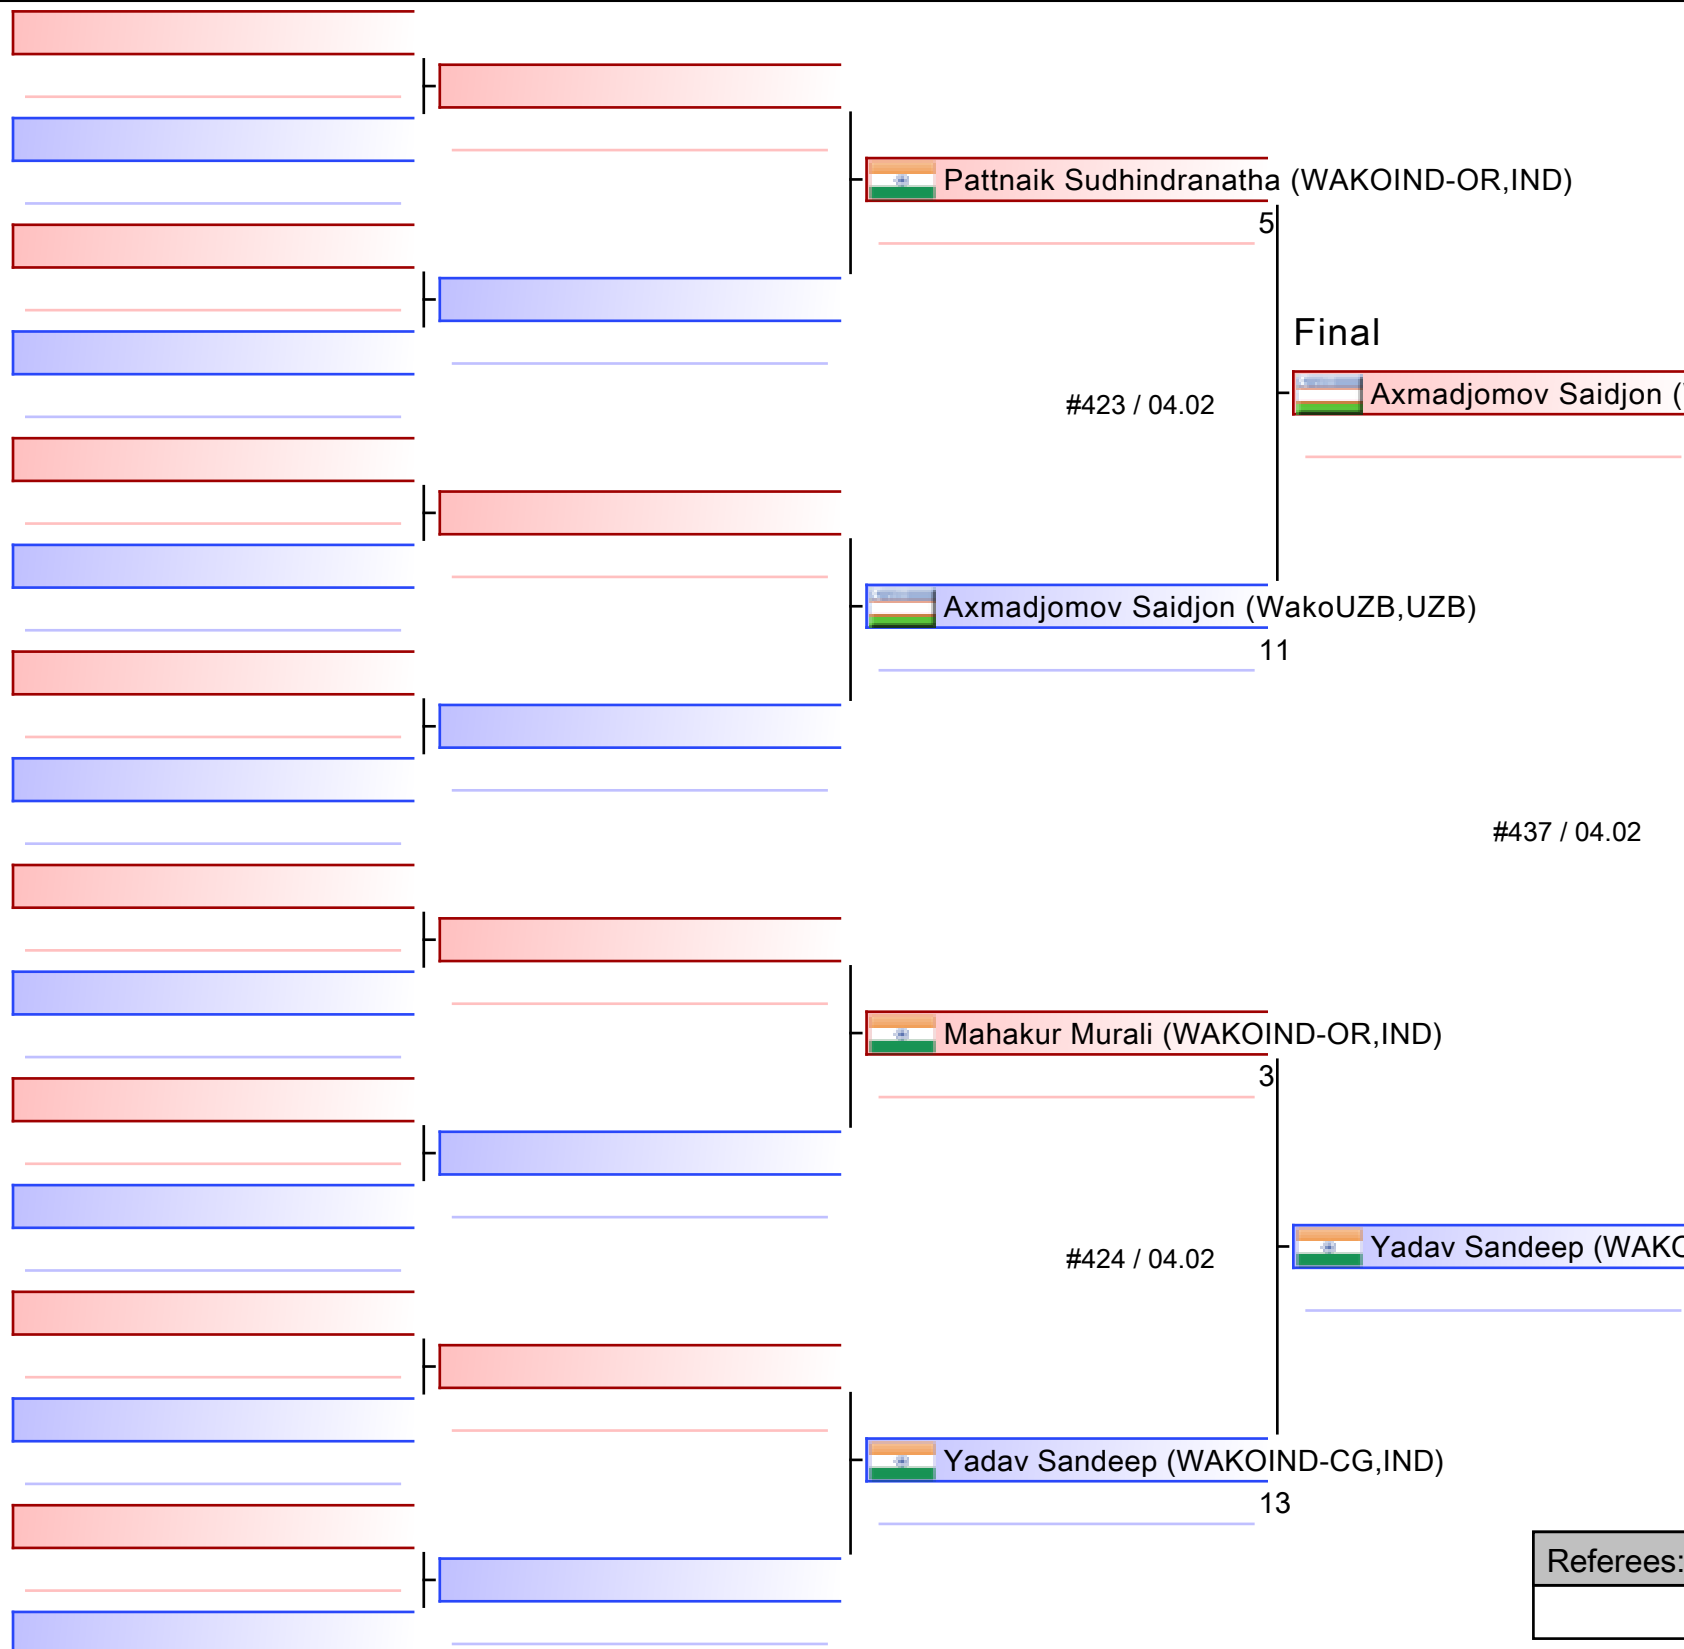 Pattnaik Sudhindranatha (WAKOIND-OR,IND)
5
Final
#423 / 04.02
Axmadjomov Saidjon (
Axmadjomov Saidjon (WakoUZB,UZB)
11
#437 / 04.02
Mahakur Murali (WAKOIND-OR,IND)
3
#424 / 04.02
Yadav Sandeep (WAKO
Yadav Sandeep (WAKOIND-CG,IND)
13
Referees: